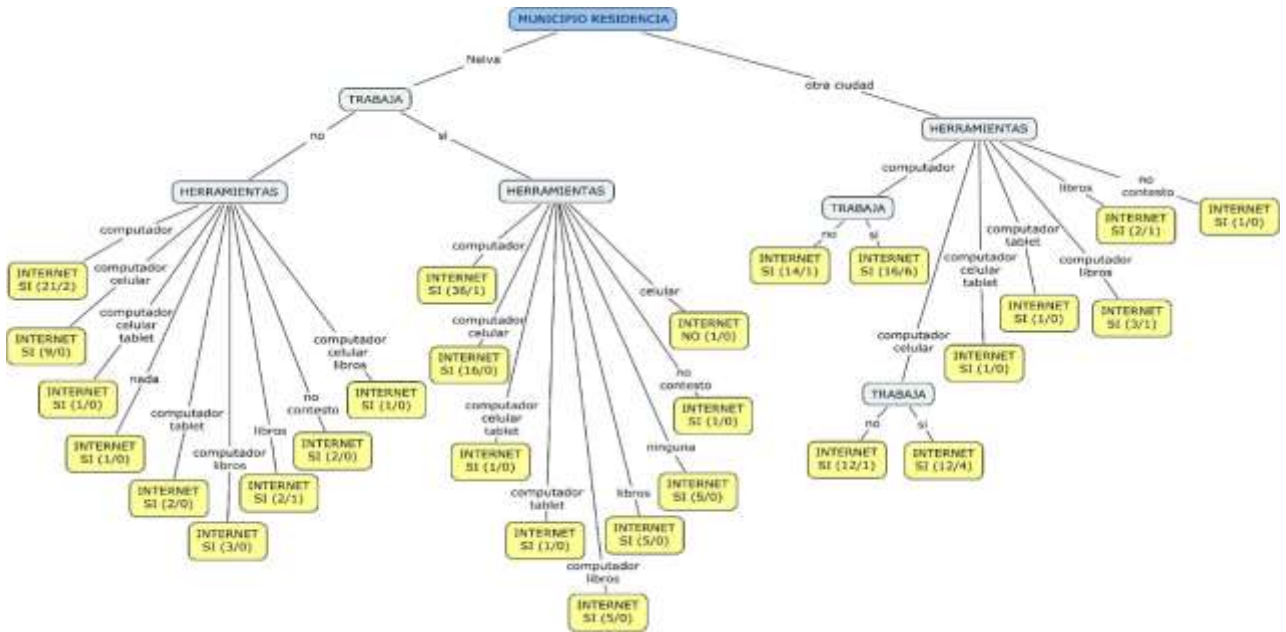 MUNICIPIO RESIDENCIA
Neiva
otra ciudad
TRABAJA
no
si
HERRAMIENTAS
computador
INTERNET
SI (21/2)
computador
celular
INTERNET
SI (9/0)
computador
celular
tablet
INTERNET
SI (1/0)
nada
INTERNET
SI (1/0)
computador
tablet
INTERNET
SI (2/0)
computador
libros
INTERNET
SI (3/0)
libros
INTERNET
SI (2/1)
no
contesto
INTERNET
SI (2/0)
computador
celular
libros
INTERNET
SI (1/0)
HERRAMIENTAS
computador
INTERNET
SI (36/1)
computador
celular
INTERNET
SI (16/0)
computador
celular
tablet
INTERNET
SI (1/0)
computador
tablet
INTERNET
SI (1/0)
computador
libros
INTERNET
SI (5/0)
libros
INTERNET
SI (5/0)
ninguna
INTERNET
SI (5/0)
no
contesto
INTERNET
SI (1/0)
celular
INTERNET
NO (1/0)
HERRAMIENTAS
computador
TRABAJA
no
si
INTERNET
SI (14/1)
INTERNET
SI (16/6)
computador
celular
TRABAJA
no
si
INTERNET
SI (12/1)
INTERNET
SI (12/4)
computador
celular
tablet
INTERNET
SI (1/0)
computador
tablet
INTERNET
SI (1/0)
computador
libros
INTERNET
SI (3/1)
libros
INTERNET
SI (2/1)
no
contesto
INTERNET
SI (1/0)